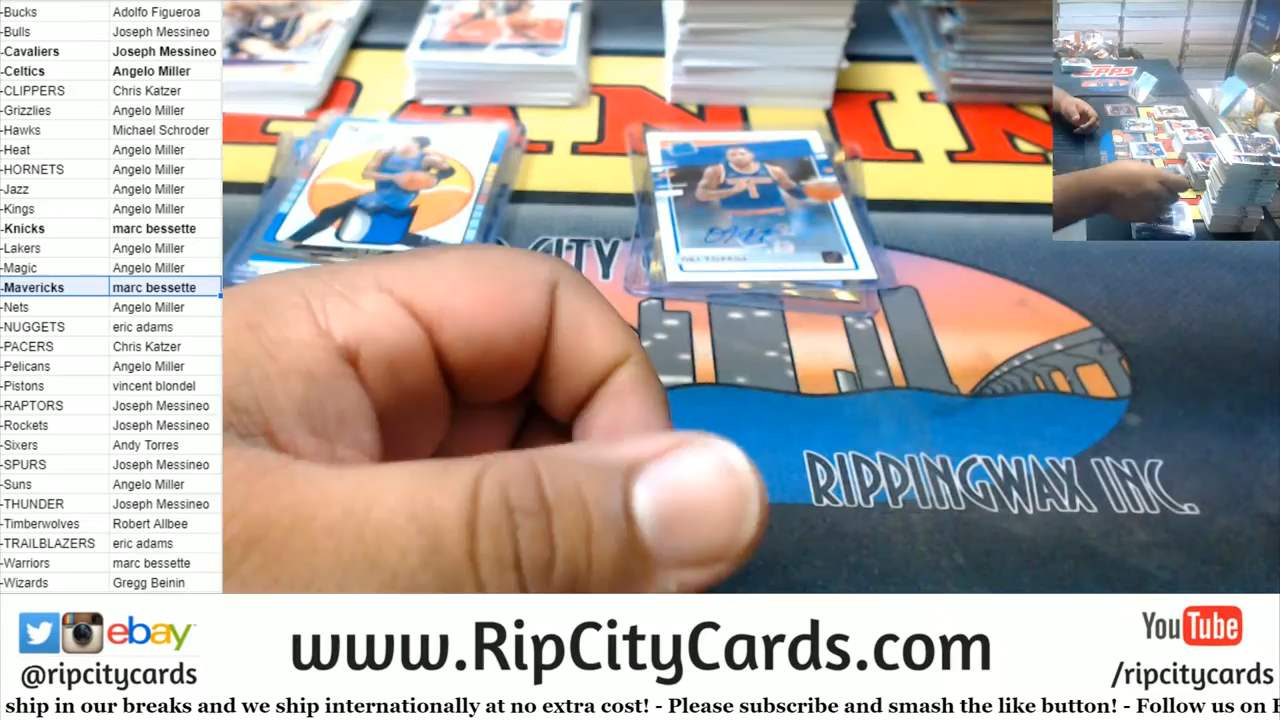 -Bucks Adolfo Figueroa
-Bulls Joseph Messineo
-Cavaliers Joseph Messineo
-Celtics Angelo Miller
-CLIPPERS Chris Katzer
-Grizzlies Angelo Miller
-Hawks Michael Schroder
-Heat Angelo Miller
-HORNETS Angelo Miller
-Jazz Angelo Miller
-Kings Angelo Miller
-Knicks marc bessette
-Lakers Angelo Miller
-Magic Angelo Miller
-Mavericks marc bessette
-Nets Angelo Miller
-NUGGETS eric adams
-PACERS Chris Katzer
-Pelicans Angelo Miller
-Pistons vincent blondel
-RAPTORS Joseph Messineo
-Rockets Joseph Messineo
-Sixers Andy Torres
-SPURS Joseph Messineo
-Suns Angelo Miller
-THUNDER Joseph Messineo
-Timberwolves Robert Allbee
-TRAILBLAZERS eric adams
-Warriors marc bessette
-Wizards Gregg Beinin
CITY
RIPPINGWAX INC.
ebay
@ripcitycards
www.RipCityCards.com
YouTube
/ripcitycards
ship in our breaks and we ship internationally at no extra cost! - Please subscribe and smash the like button! - Follow us on